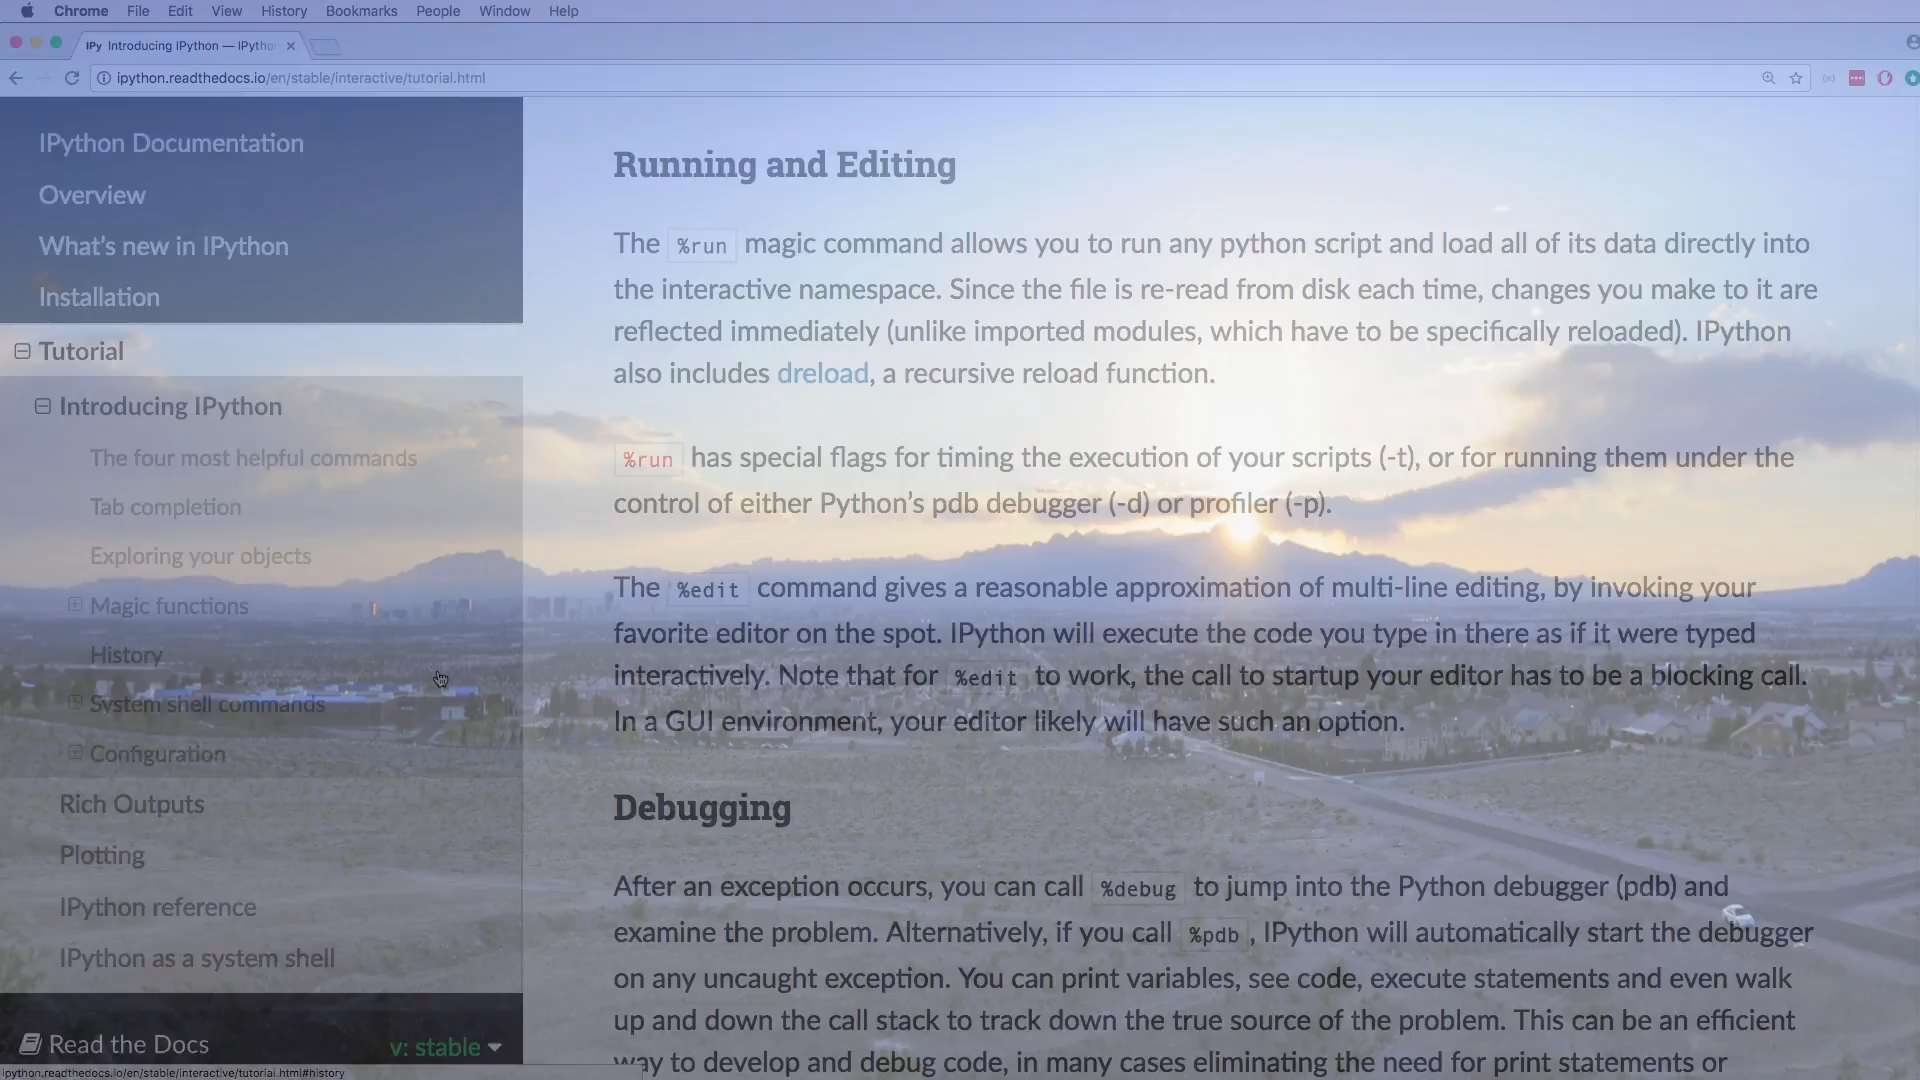 Chrome File Edit View History Bookmarks People Window Help
IPy Introducing IPython — IPytho
ipython.readthedocs.io/en/stable/interactive/tutorial.html
IPython Documentation
Overview
What's new in IPython
Installation
Tutorial
Introducing IPython
The four most helpful commands
Tab completion
Exploring your objects
Magic functions
History
System shell commands
Configuration
Rich Outputs
Plotting
IPython reference
IPython as a system shell
Read the Docs v: stable
ipython.readthedocs.io/en/stable/interactive/tutorial.html#history
Running and Editing
The %run magic command allows you to run any python script and load all of its data directly into
the interactive namespace. Since the file is re-read from disk each time, changes you make to it are
reflected immediately (unlike imported modules, which have to be specifically reloaded). IPython
also includes dreload, a recursive reload function.
%run has special flags for timing the execution of your scripts (-t), or for running them under the
control of either Python's pdb debugger (-d) or profiler (-p).
The %edit command gives a reasonable approximation of multi-line editing, by invoking your
favorite editor on the spot. IPython will execute the code you type in there as if it were typed
interactively. Note that for %edit to work, the call to startup your editor has to be a blocking call.
In a GUI environment, your editor likely will have such an option.
Debugging
After an exception occurs, you can call %debug to jump into the Python debugger (pdb) and
examine the problem. Alternatively, if you call %pdb, IPython will automatically start the debugger
on any uncaught exception. You can print variables, see code, execute statements and even walk
up and down the call stack to track down the true source of the problem. This can be an efficient
way to develop and debug code, in many cases eliminating the need for print statements or